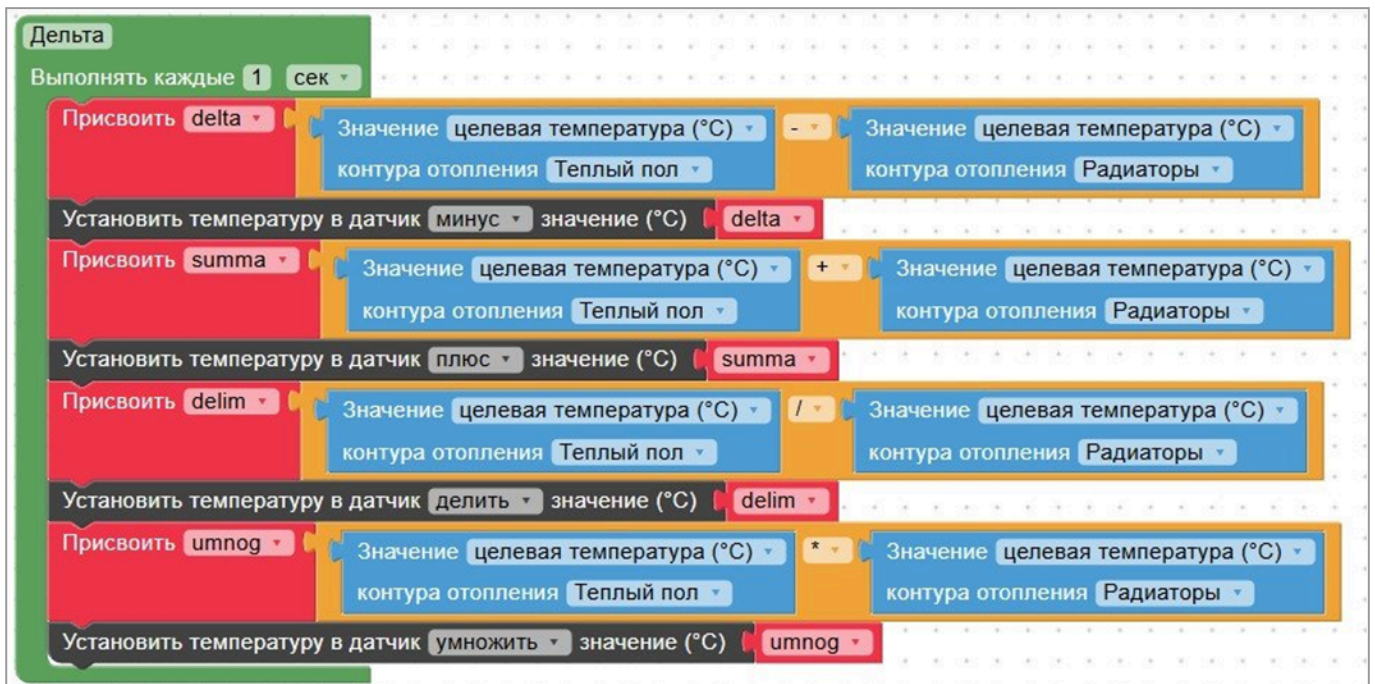 Дельта
Выполнять каждые 1 сек
Присвоить delta Значение целевая температура (°C) - Значение целевая температура (°C)
контура отопления Теплый пол контура отопления Радиаторы
Установить температуру в датчик минус значение (°C) delta
Присвоить summa Значение целевая температура (°C) + Значение целевая температура (°C)
контура отопления Теплый пол контура отопления Радиаторы
Установить температуру в датчик плюс значение (°C) summa
Присвоить delim Значение целевая температура (°C) / Значение целевая температура (°C)
контура отопления Теплый пол контура отопления Радиаторы
Установить температуру в датчик делить значение (°C) delim
Присвоить umnog Значение целевая температура (°C) * Значение целевая температура (°C)
контура отопления Теплый пол контура отопления Радиаторы
Установить температуру в датчик умножить значение (°C) umnog